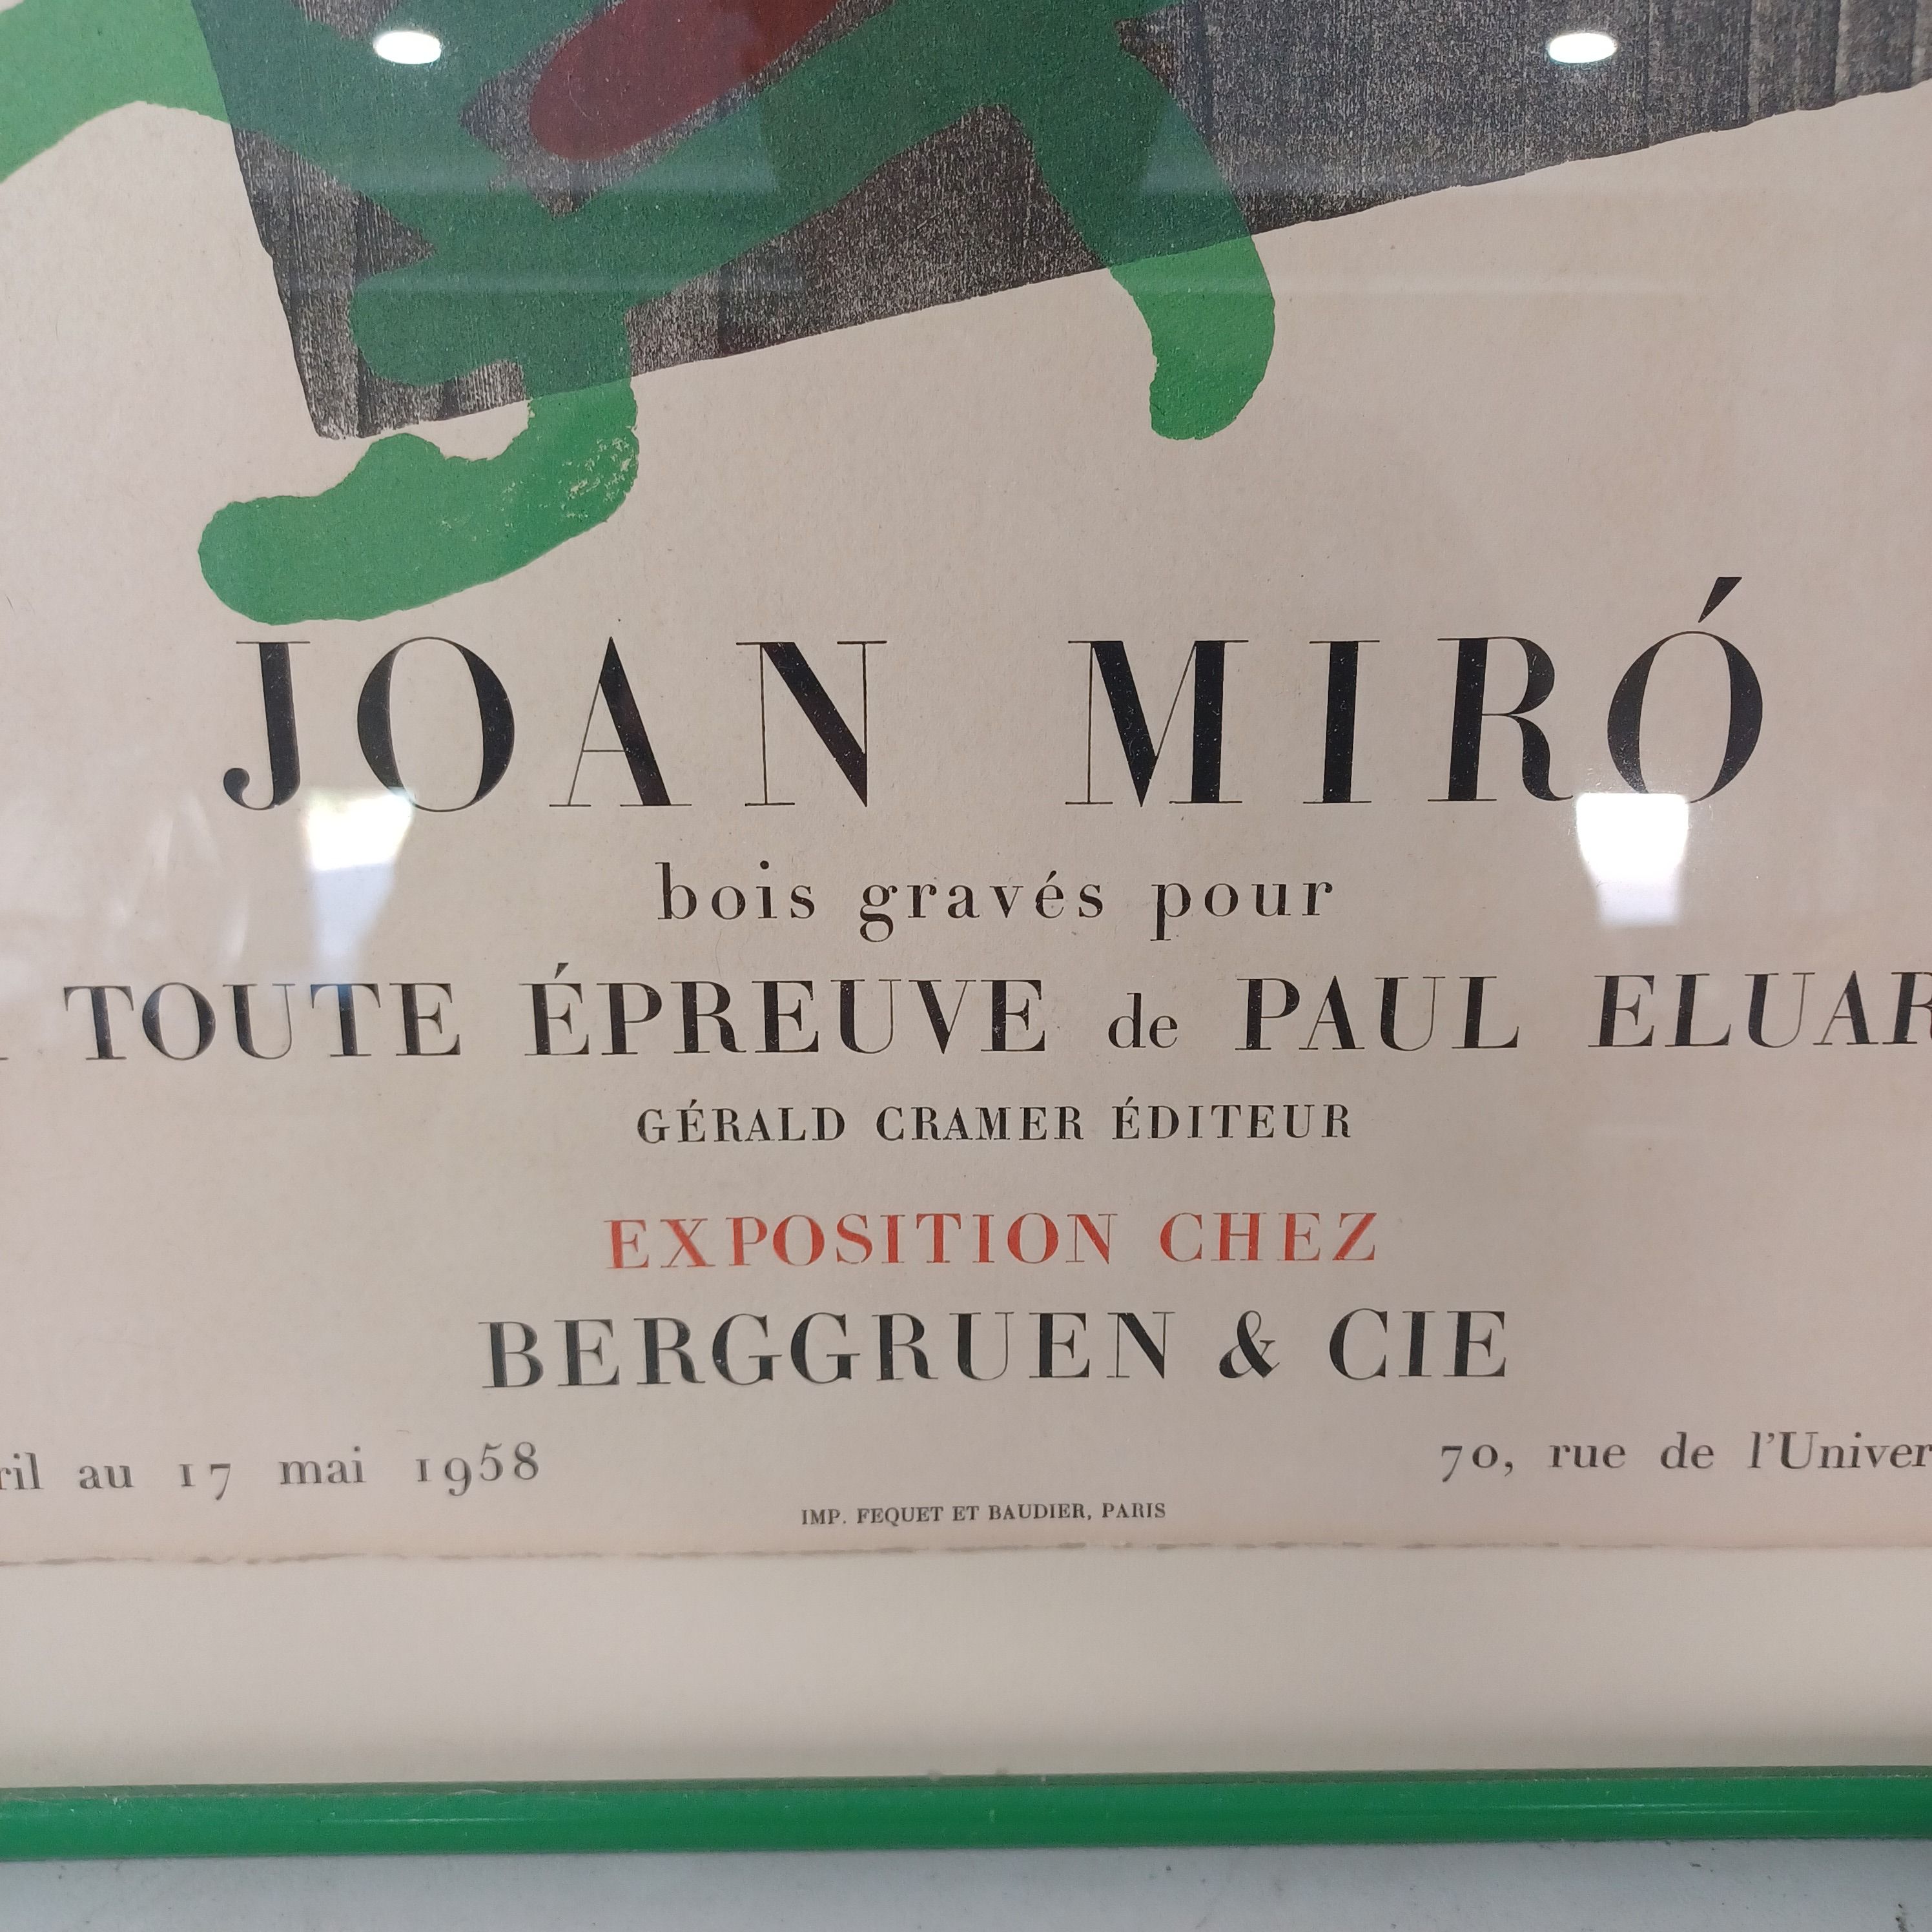 JOAN MIRÓ
bois gravés pour
TOUTE ÉPREUVE de PAUL ELUAR
GÉRALD CRAMER ÉDITEUR
EXPOSITION CHEZ
BERGGRUEN & CIE
ril au 17 mai 1958
70, rue de l'Univer
IMP. FEQUET ET BAUDIER, PARIS